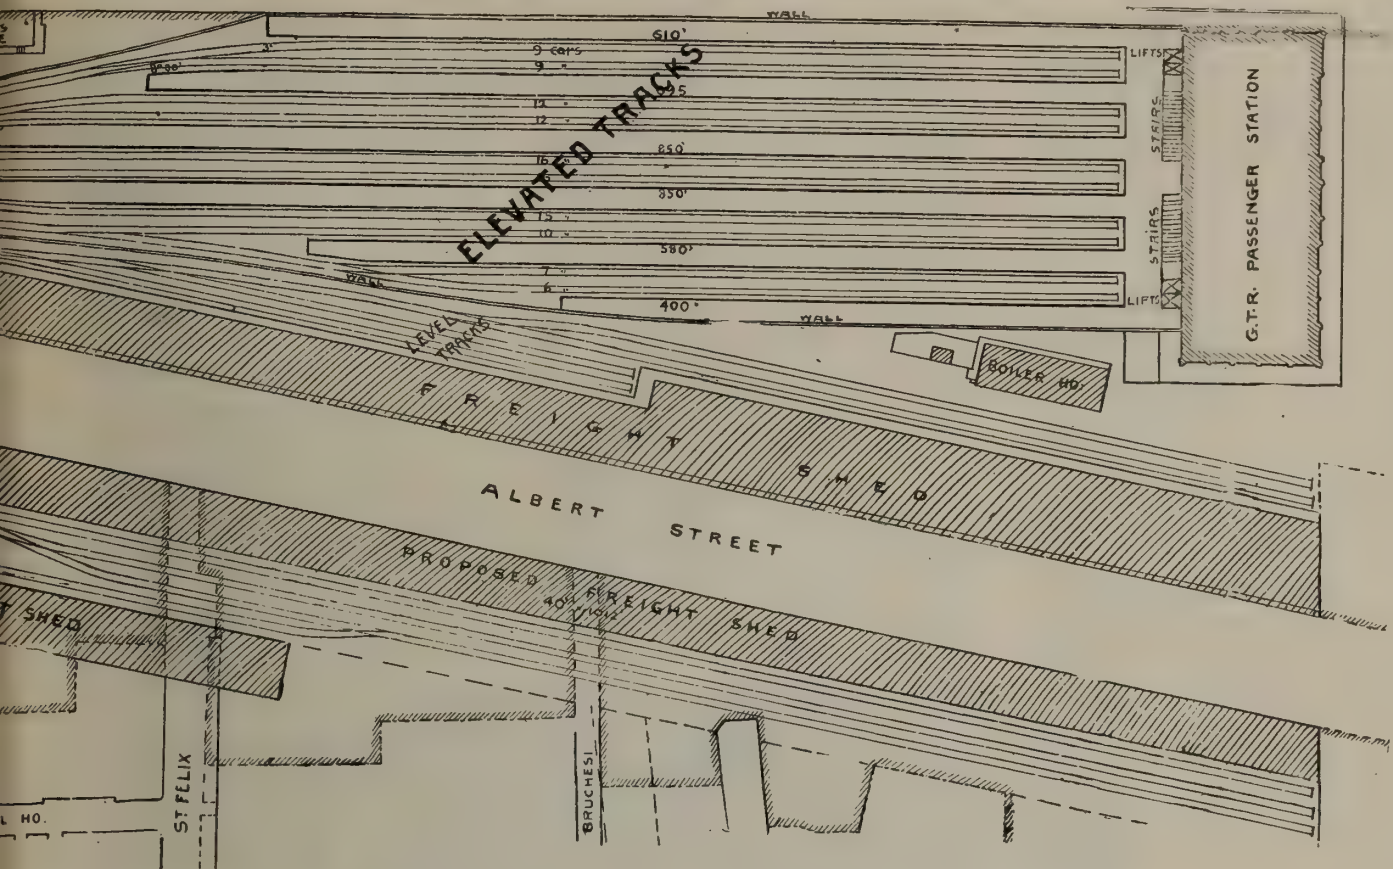 WALL
610'
9 cars
9 "
12 "
12 "
850'
16 "
850'
15 "
10 "
580'
7 "
6 "
400'
ELEVATED TRACKS
WALL
WALL
LIFTS
STAIRS
STAIRS
LIFTS
G.T.R. PASSENGER STATION
LEVEL
TRACKS
BOILER HO.
FREIGHT SHED
ALBERT STREET
PROPOSED FREIGHT SHED
40'
SHED
ST FELIX
BRUCHESI
HO.